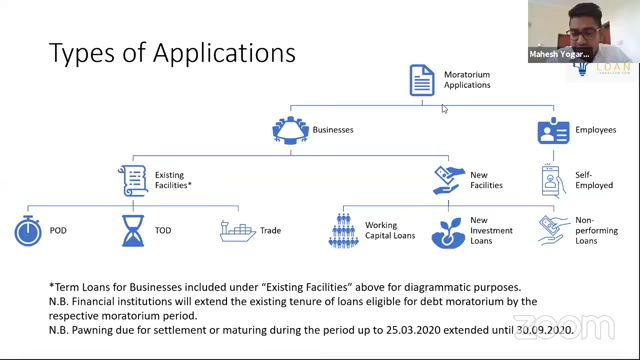 Types of Applications
Mahesh Yogar...
LOAN
Moratorium
Applications
Businesses
Employees
Existing
Facilities*
New
Facilities
Self-
Employed
POD
TOD
Trade
Working
Capital Loans
New
Investment
Loans
Non-
performing
Loans
*Term Loans for Businesses included under “Existing Facilities” above for diagrammatic purposes.
N.B. Financial institutions will extend the existing tenure of loans eligible for debt moratorium by the
respective moratorium period.
N.B. Pawning due for settlement or maturing during the period up to 25.03.2020 extended until 30.09.2020.
zoom